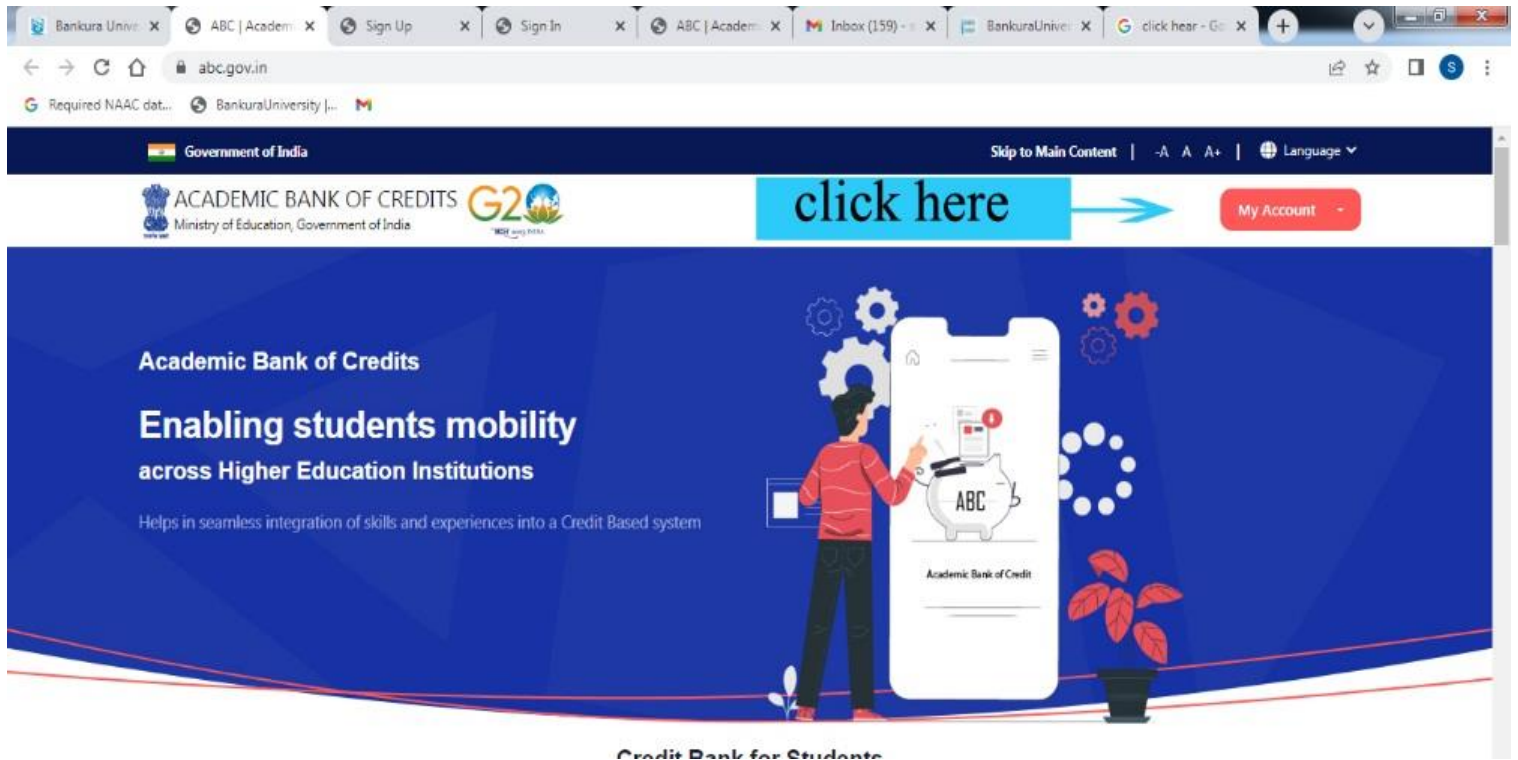 Bankura Unive
ABC | Academ
Sign Up
Sign In
ABC | Academ
Inbox (159) - s
BankuraUniver
click hear - Go
abc.gov.in
S
Required NAAC dat...
BankuraUniversity |...
Government of India
Skip to Main Content | -A A A+ | Language
ACADEMIC BANK OF CREDITS
Ministry of Education, Government of India
G20
click here
My Account
Academic Bank of Credits
Enabling students mobility
across Higher Education Institutions
Helps in seamless integration of skills and experiences into a Credit Based system
ABC
Academic Bank of Credit
Credit Bank for Students